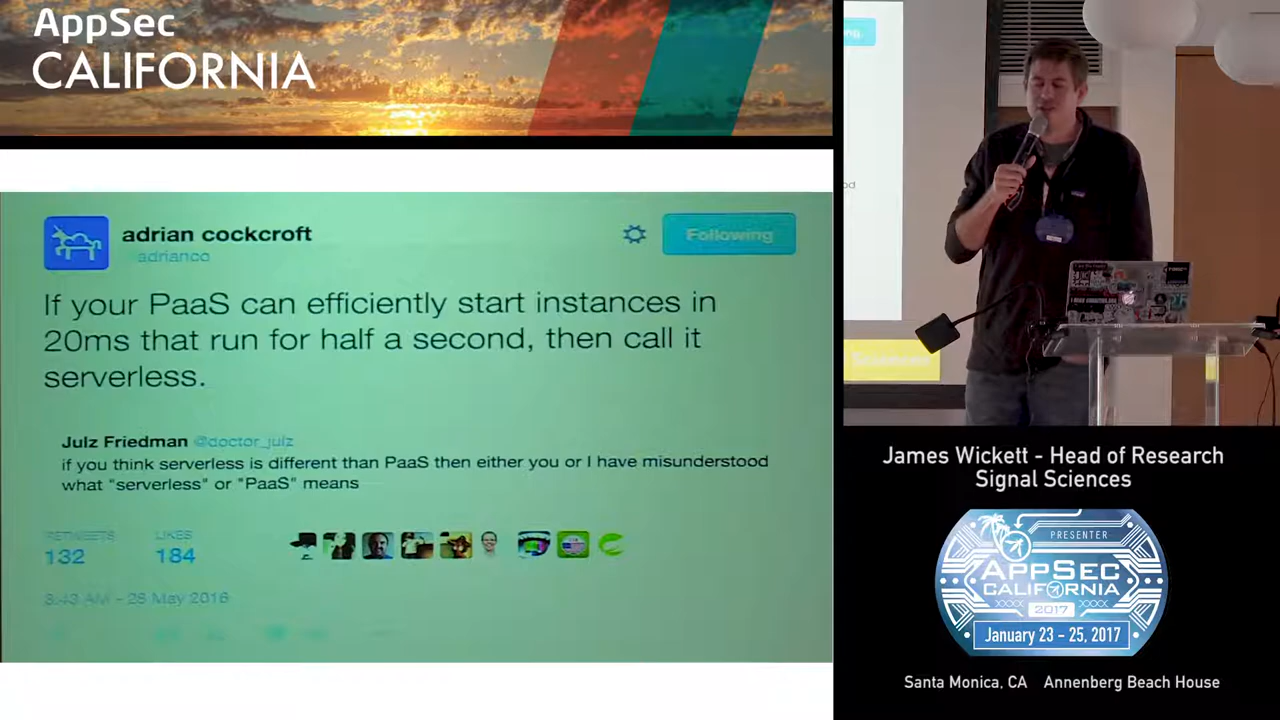 AppSec
CALIFORNIA
adrian cockcroft
adrianco
Following
If your PaaS can efficiently start instances in
20ms that run for half a second, then call it
serverless.
Julz Friedman @doctor_julz
if you think serverless is different than PaaS then either you or I have misunderstood
what "serverless" or "PaaS" means
RETWEETS
LIKES
132
184
8:43 AM - 28 May 2016
James Wickett - Head of Research
Signal Sciences
PRESENTER
APPSEC
CALIFORNIA
2017
January 23 - 25, 2017
Santa Monica, CA Annenberg Beach House